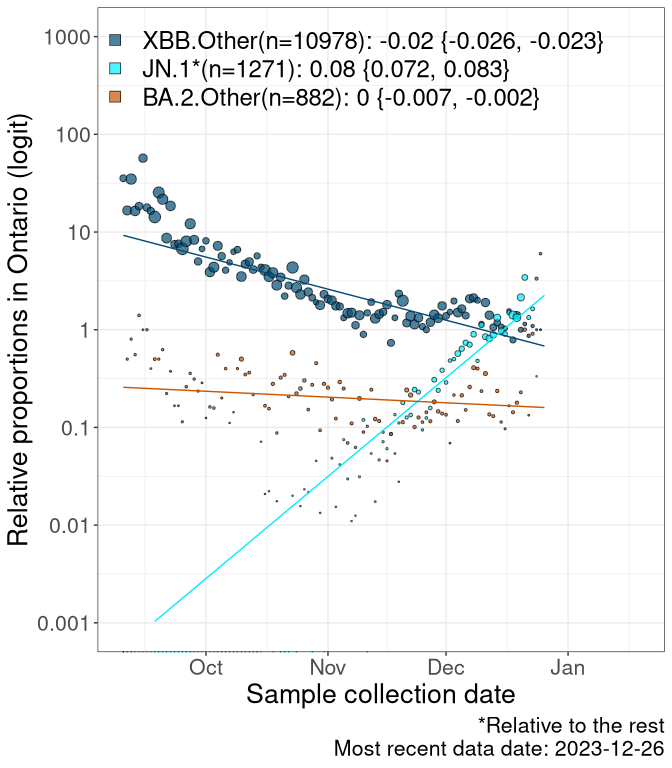 1000
100
10
1
0.1
0.01
0.001
Relative proportions in Ontario (logit)
XBB.Other(n=10978): -0.02 {-0.026, -0.023}
JN.1*(n=1271): 0.08 {0.072, 0.083}
BA.2.Other(n=882): 0 {-0.007, -0.002}
Oct Nov Dec Jan
Sample collection date
*Relative to the rest
Most recent data date: 2023-12-26